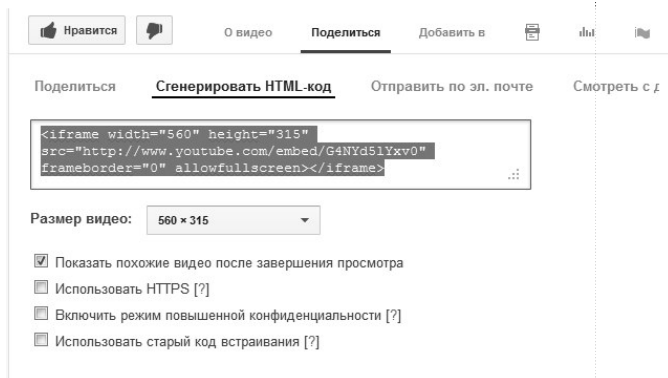 Нравится
О видео Поделиться Добавить в
Поделиться Сгенерировать HTML-код Отправить по эл. почте Смотреть с д
<iframe width="560" height="315"
src="http://www.youtube.com/embed/G4NYd5lYxv0"
frameborder="0" allowfullscreen></iframe>
Размер видео: 560 × 315
Показать похожие видео после завершения просмотра
Использовать HTTPS [?]
Включить режим повышенной конфиденциальности [?]
Использовать старый код встраивания [?]